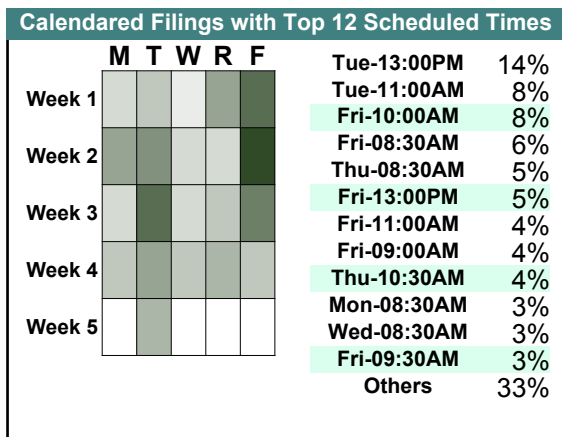 Calendared Filings with Top 12 Scheduled Times
M T W R F
Week 1
Week 2
Week 3
Week 4
Week 5
Tue-13:00PM 14%
Tue-11:00AM 8%
Fri-10:00AM 8%
Fri-08:30AM 6%
Thu-08:30AM 5%
Fri-13:00PM 5%
Fri-11:00AM 4%
Fri-09:00AM 4%
Thu-10:30AM 4%
Mon-08:30AM 3%
Wed-08:30AM 3%
Fri-09:30AM 3%
Others 33%